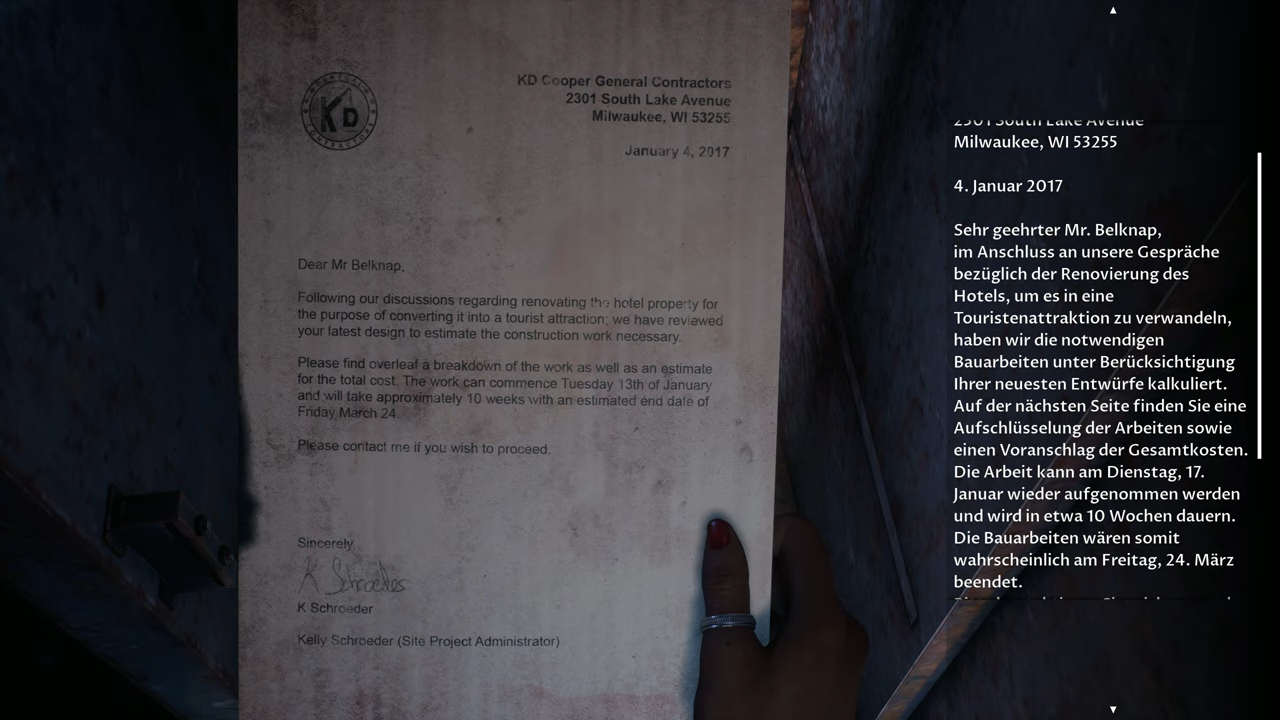 KD
KD Cooper General Contractors
2301 South Lake Avenue
Milwaukee, WI 53255
January 4, 2017
Dear Mr Belknap,
Following our discussions regarding renovating the hotel property for
the purpose of converting it into a tourist attraction; we have reviewed
your latest design to estimate the construction work necessary.
Please find overleaf a breakdown of the work as well as an estimate
for the total cost. The work can commence Tuesday 13th of January
and will take approximately 10 weeks with an estimated end date of
Friday March 24.
Please contact me if you wish to proceed.
Sincerely
K Schroeder
K Schroeder
Kelly Schroeder (Site Project Administrator)
2301 South Lake Avenue
Milwaukee, WI 53255
4. Januar 2017
Sehr geehrter Mr. Belknap,
im Anschluss an unsere Gespräche
bezüglich der Renovierung des
Hotels, um es in eine
Touristenattraktion zu verwandeln,
haben wir die notwendigen
Bauarbeiten unter Berücksichtigung
Ihrer neuesten Entwürfe kalkuliert.
Auf der nächsten Seite finden Sie eine
Aufschlüsselung der Arbeiten sowie
einen Voranschlag der Gesamtkosten.
Die Arbeit kann am Dienstag, 17.
Januar wieder aufgenommen werden
und wird in etwa 10 Wochen dauern.
Die Bauarbeiten wären somit
wahrscheinlich am Freitag, 24. März
beendet.